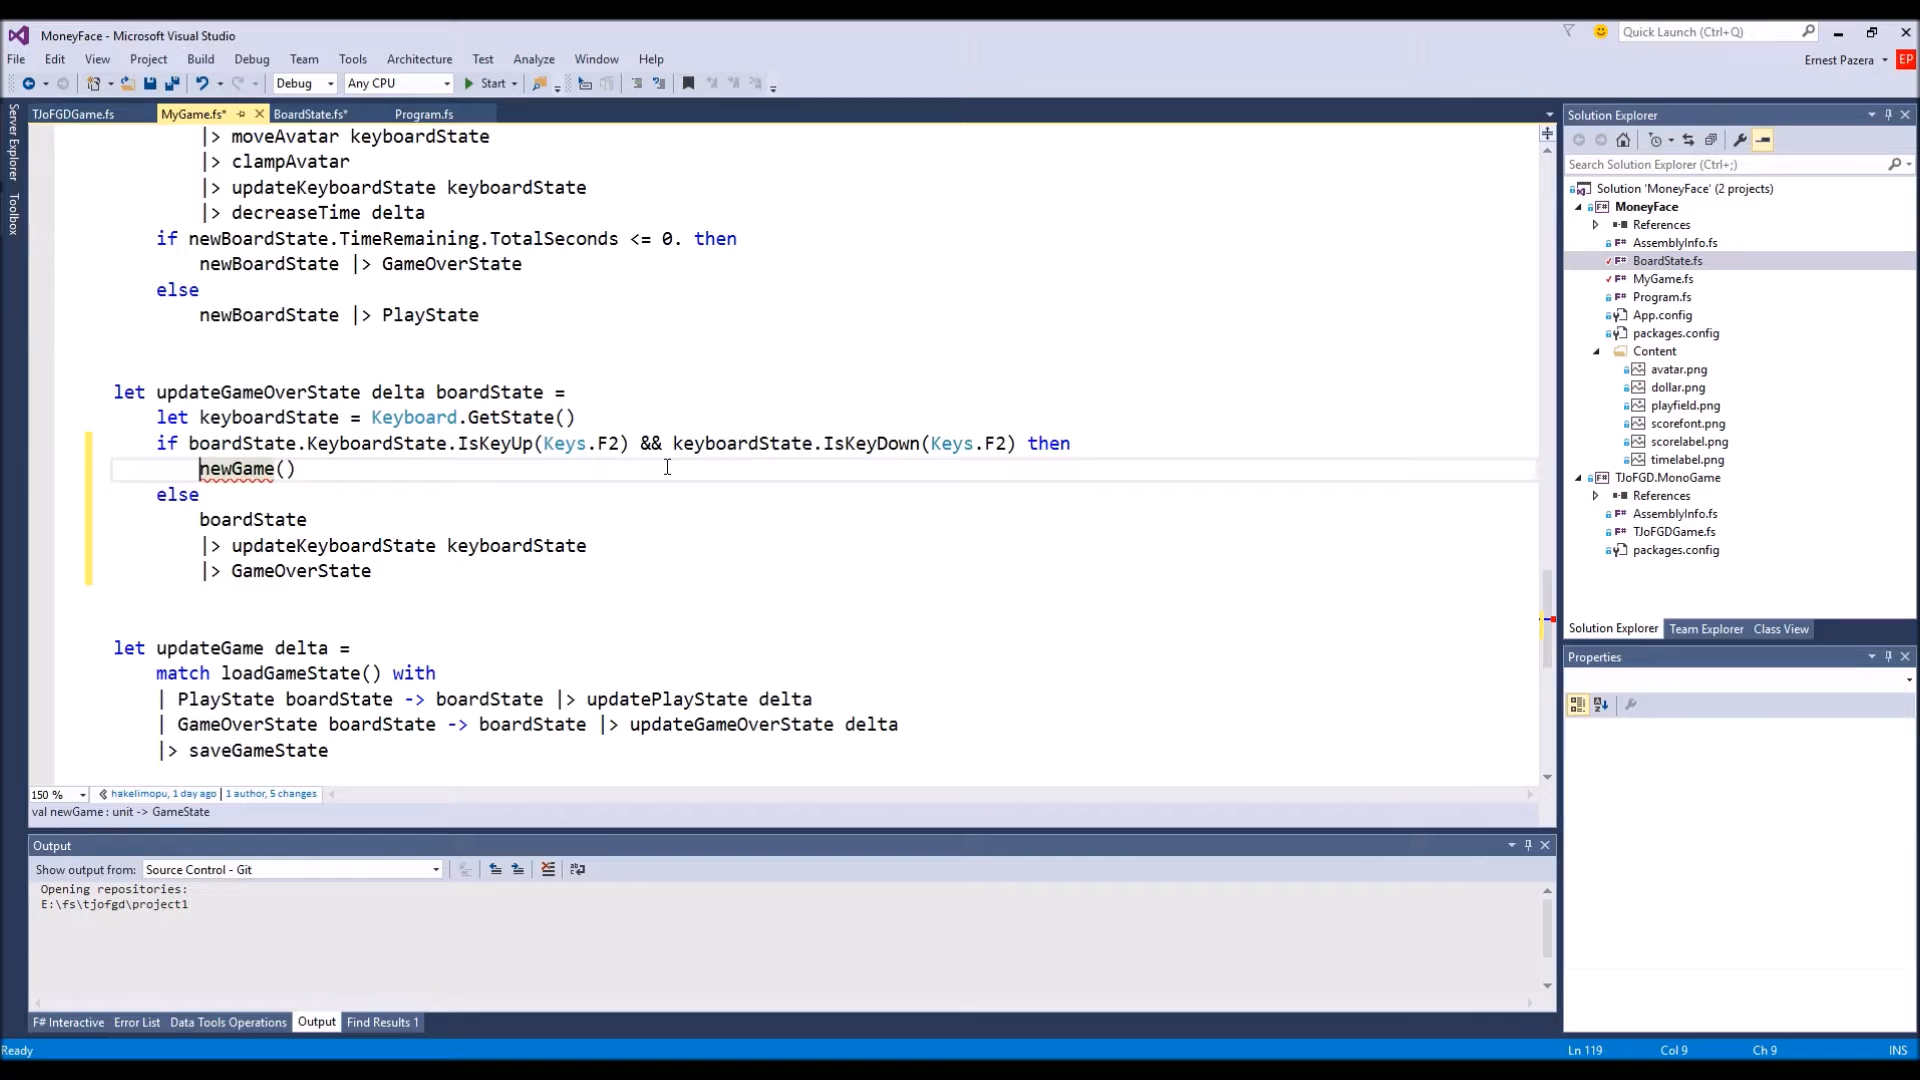 MoneyFace - Microsoft Visual Studio
Quick Launch (Ctrl+Q)
File Edit View Project Build Debug Team Tools Architecture Test Analyze Window Help
Ernest Pazera EP
Debug Any CPU Start
TJoFGDGame.fs MyGame.fs* BoardState.fs* Program.fs
Server Explorer
Toolbox
|> moveAvatar keyboardState
|> clampAvatar
|> updateKeyboardState keyboardState
|> decreaseTime delta
if newBoardState.TimeRemaining.TotalSeconds <= 0. then
newBoardState |> GameOverState
else
newBoardState |> PlayState
let updateGameOverState delta boardState =
let keyboardState = Keyboard.GetState()
if boardState.KeyboardState.IsKeyUp(Keys.F2) && keyboardState.IsKeyDown(Keys.F2) then
newGame()
else
boardState
|> updateKeyboardState keyboardState
|> GameOverState
let updateGame delta =
match loadGameState() with
| PlayState boardState -> boardState |> updatePlayState delta
| GameOverState boardState -> boardState |> updateGameOverState delta
|> saveGameState
150 % hakelimopu, 1 day ago | 1 author, 5 changes
val newGame : unit -> GameState
Output
Show output from: Source Control - Git
Opening repositories:
E:\fs\tjofgd\project1
F# Interactive Error List Data Tools Operations Output Find Results 1
Solution Explorer
Search Solution Explorer (Ctrl+;)
Solution 'MoneyFace' (2 projects)
F# MoneyFace
References
F# AssemblyInfo.fs
F# BoardState.fs
F# MyGame.fs
F# Program.fs
App.config
packages.config
Content
avatar.png
dollar.png
playfield.png
scorefont.png
scorelabel.png
timelabel.png
F# TJoFGD.MonoGame
References
F# AssemblyInfo.fs
F# TJoFGDGame.fs
packages.config
Solution Explorer Team Explorer Class View
Properties
Ready Ln 119 Col 9 Ch 9 INS